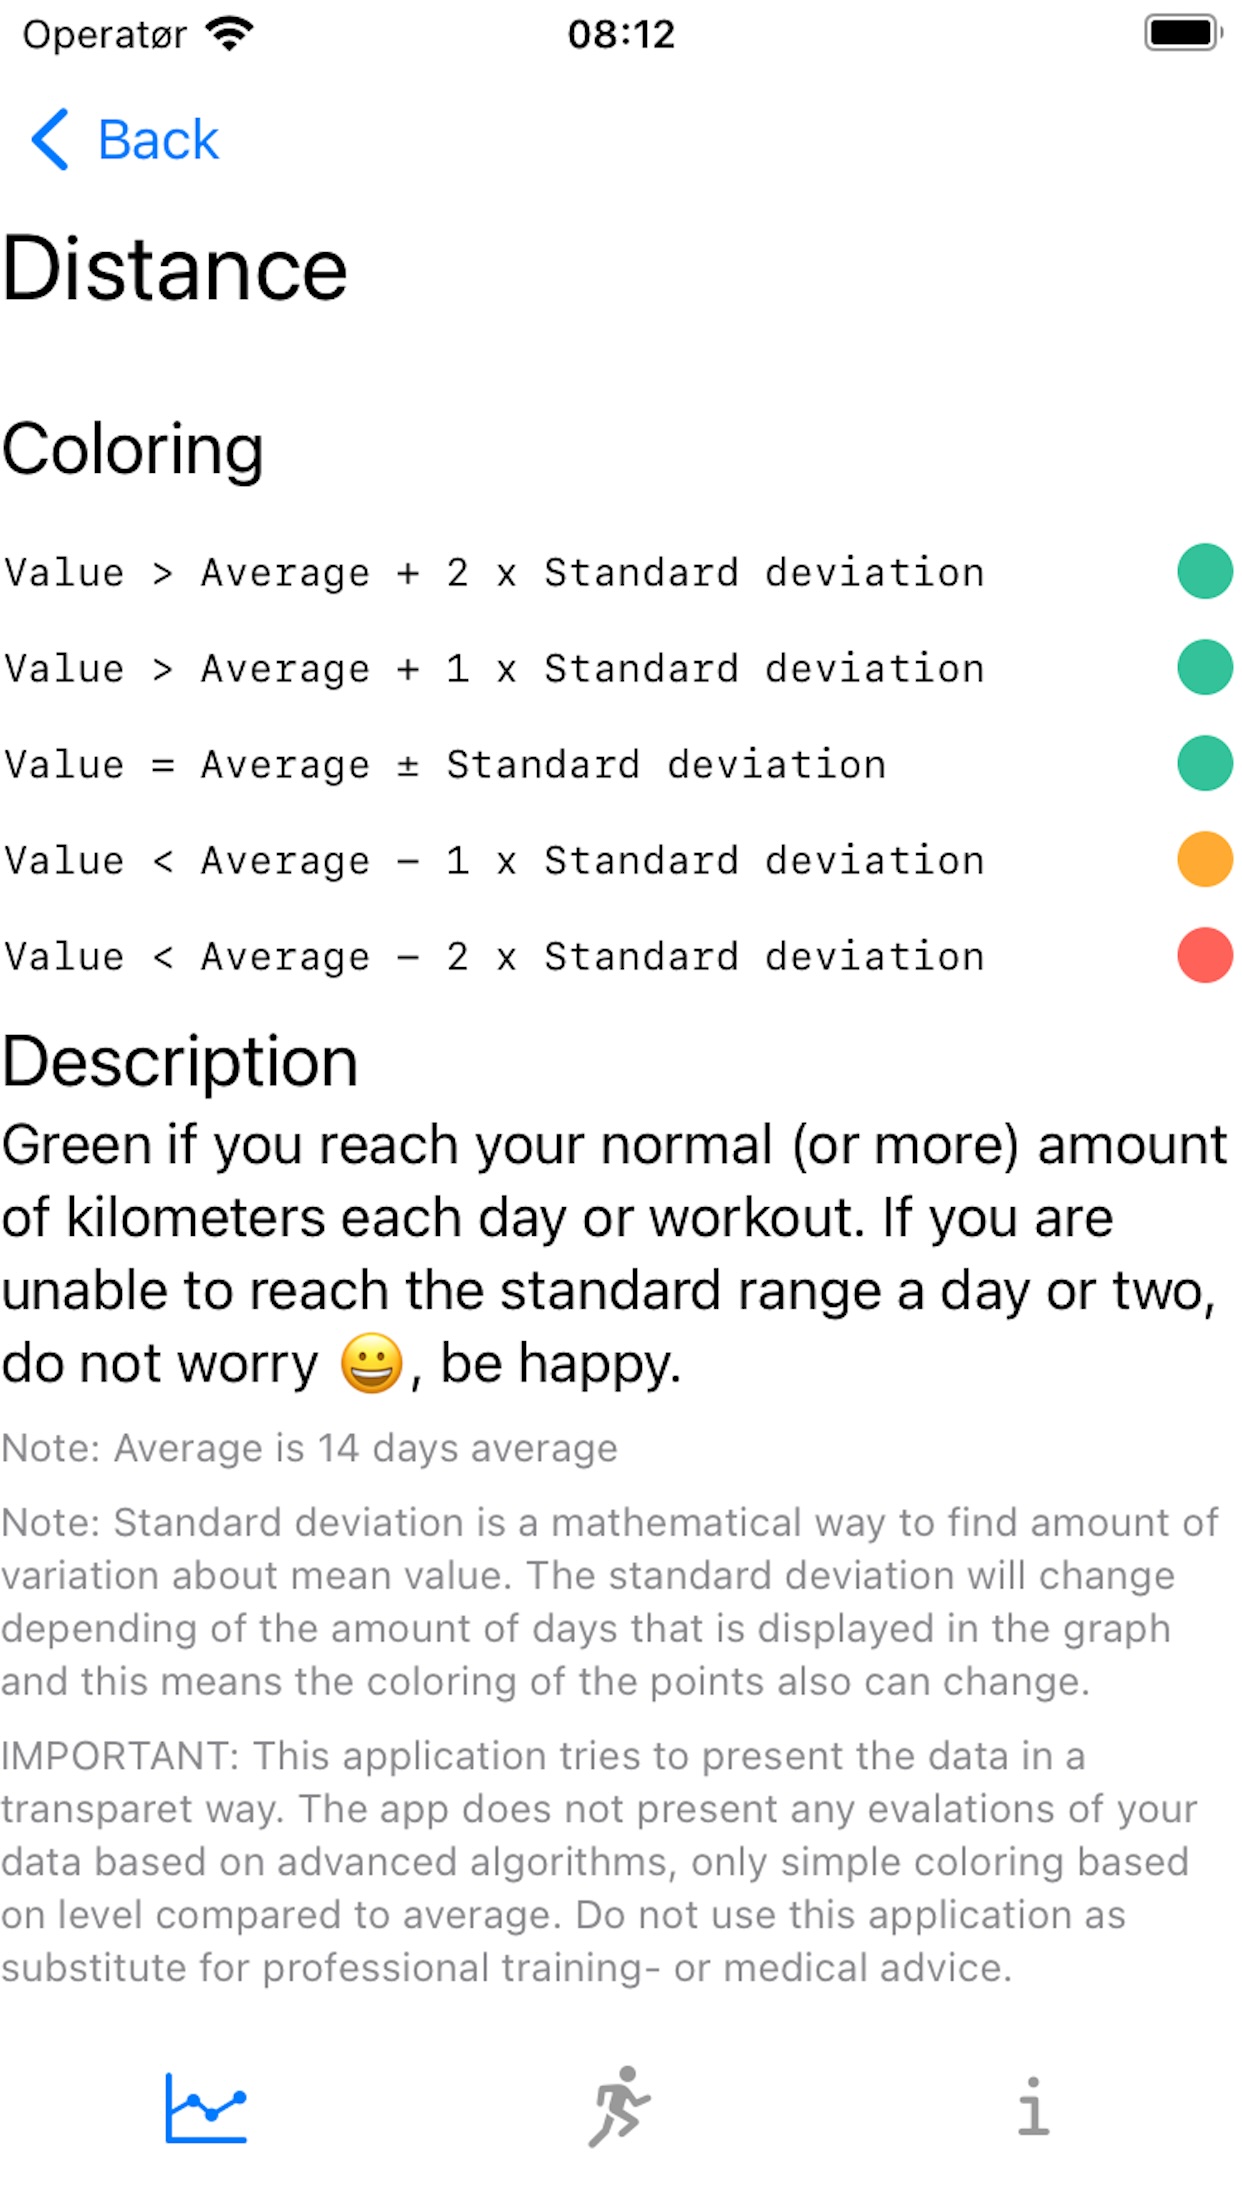 Operatør 08:12
Back
Distance
Coloring
Value > Average + 2 x Standard deviation
Value > Average + 1 x Standard deviation
Value = Average ± Standard deviation
Value < Average − 1 x Standard deviation
Value < Average − 2 x Standard deviation
Description
Green if you reach your normal (or more) amount
of kilometers each day or workout. If you are
unable to reach the standard range a day or two,
do not worry 😀, be happy.
Note: Average is 14 days average
Note: Standard deviation is a mathematical way to find amount of
variation about mean value. The standard deviation will change
depending of the amount of days that is displayed in the graph
and this means the coloring of the points also can change.
IMPORTANT: This application tries to present the data in a
transparet way. The app does not present any evalations of your
data based on advanced algorithms, only simple coloring based
on level compared to average. Do not use this application as
substitute for professional training- or medical advice.